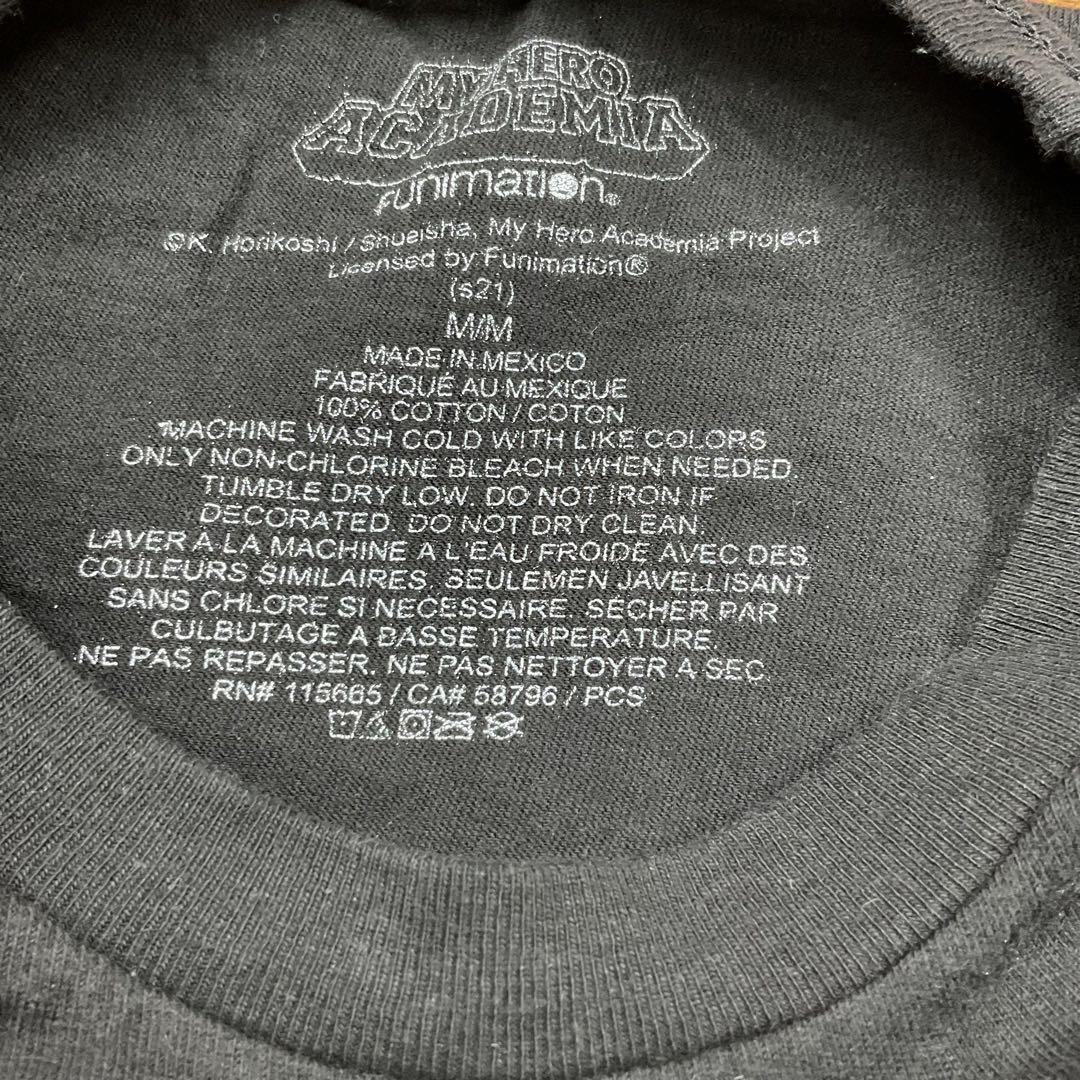 MY HERO
ACADEMIA
FUNIMATION®
©K. Horikoshi / Shueisha, My Hero Academia Project
Licensed by Funimation®
(s21)
M/M
MADE IN MEXICO
FABRIQUÉ AU MEXIQUE
100% COTTON / COTON
MACHINE WASH COLD WITH LIKE COLORS
ONLY NON-CHLORINE BLEACH WHEN NEEDED.
TUMBLE DRY LOW. DO NOT IRON IF
DECORATED. DO NOT DRY CLEAN.
LAVER A LA MACHINE A L'EAU FROIDE AVEC DES
COULEURS SIMILAIRES. SEULEMEN JAVELLISANT
SANS CHLORE SI NECESSAIRE. SECHER PAR
CULBUTAGE A BASSE TEMPERATURE.
NE PAS REPASSER. NE PAS NETTOYER A SEC.
RN# 115665 / CA# 58796 / PCS